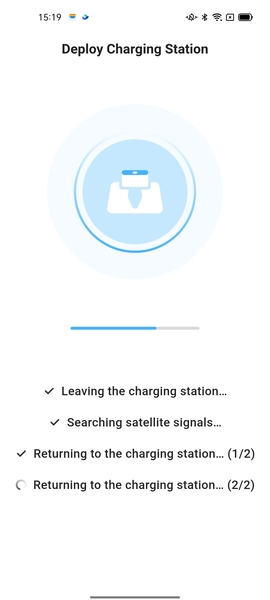 15:19
Deploy Charging Station
Leaving the charging station...
Searching satellite signals...
Returning to the charging station... (1/2)
Returning to the charging station... (2/2)